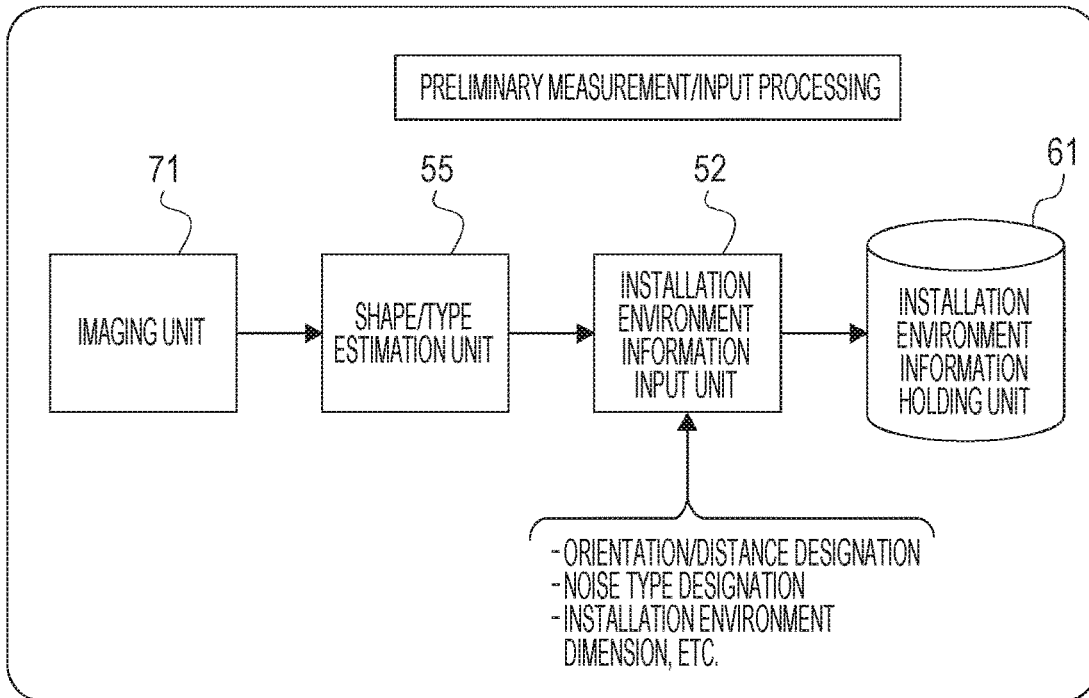 PRELIMINARY MEASUREMENT/INPUT PROCESSING
71
55
52
61
IMAGING UNIT
SHAPE/TYPE
ESTIMATION UNIT
INSTALLATION
ENVIRONMENT
INFORMATION
INPUT UNIT
INSTALLATION
ENVIRONMENT
INFORMATION
HOLDING UNIT
-ORIENTATION/DISTANCE DESIGNATION
-NOISE TYPE DESIGNATION
-INSTALLATION ENVIRONMENT
DIMENSION, ETC.